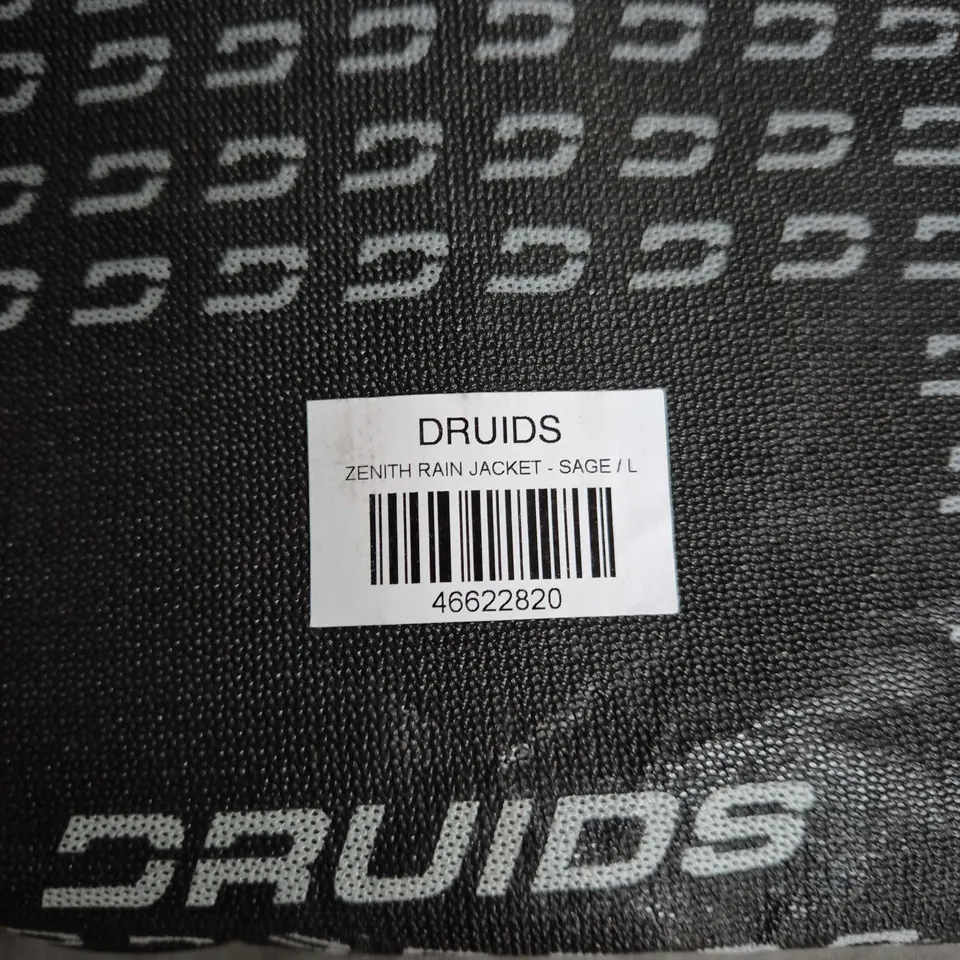 DRUIDS
ZENITH RAIN JACKET - SAGE / L
46622820
DRUIDS